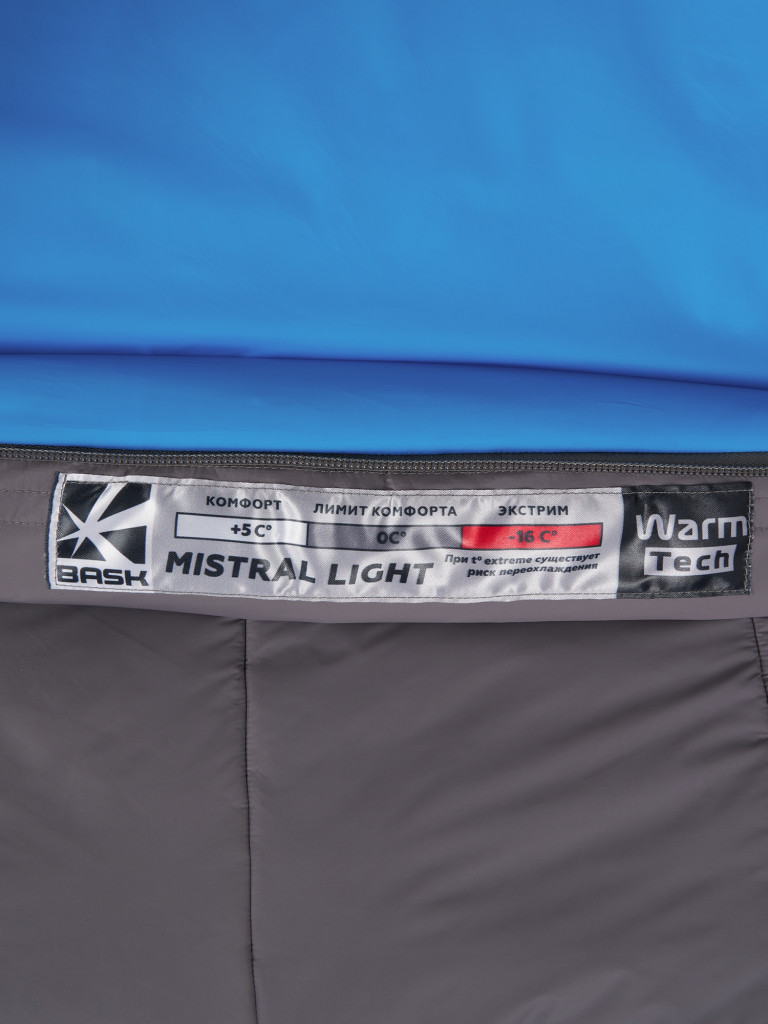 КОМФОРТ ЛИМИТ КОМФОРТА ЭКСТРИМ
+5 C° 0C° -16 C°
MISTRAL LIGHT
При t° extreme существует
риск переохлаждения
BASK
Warm
Tech